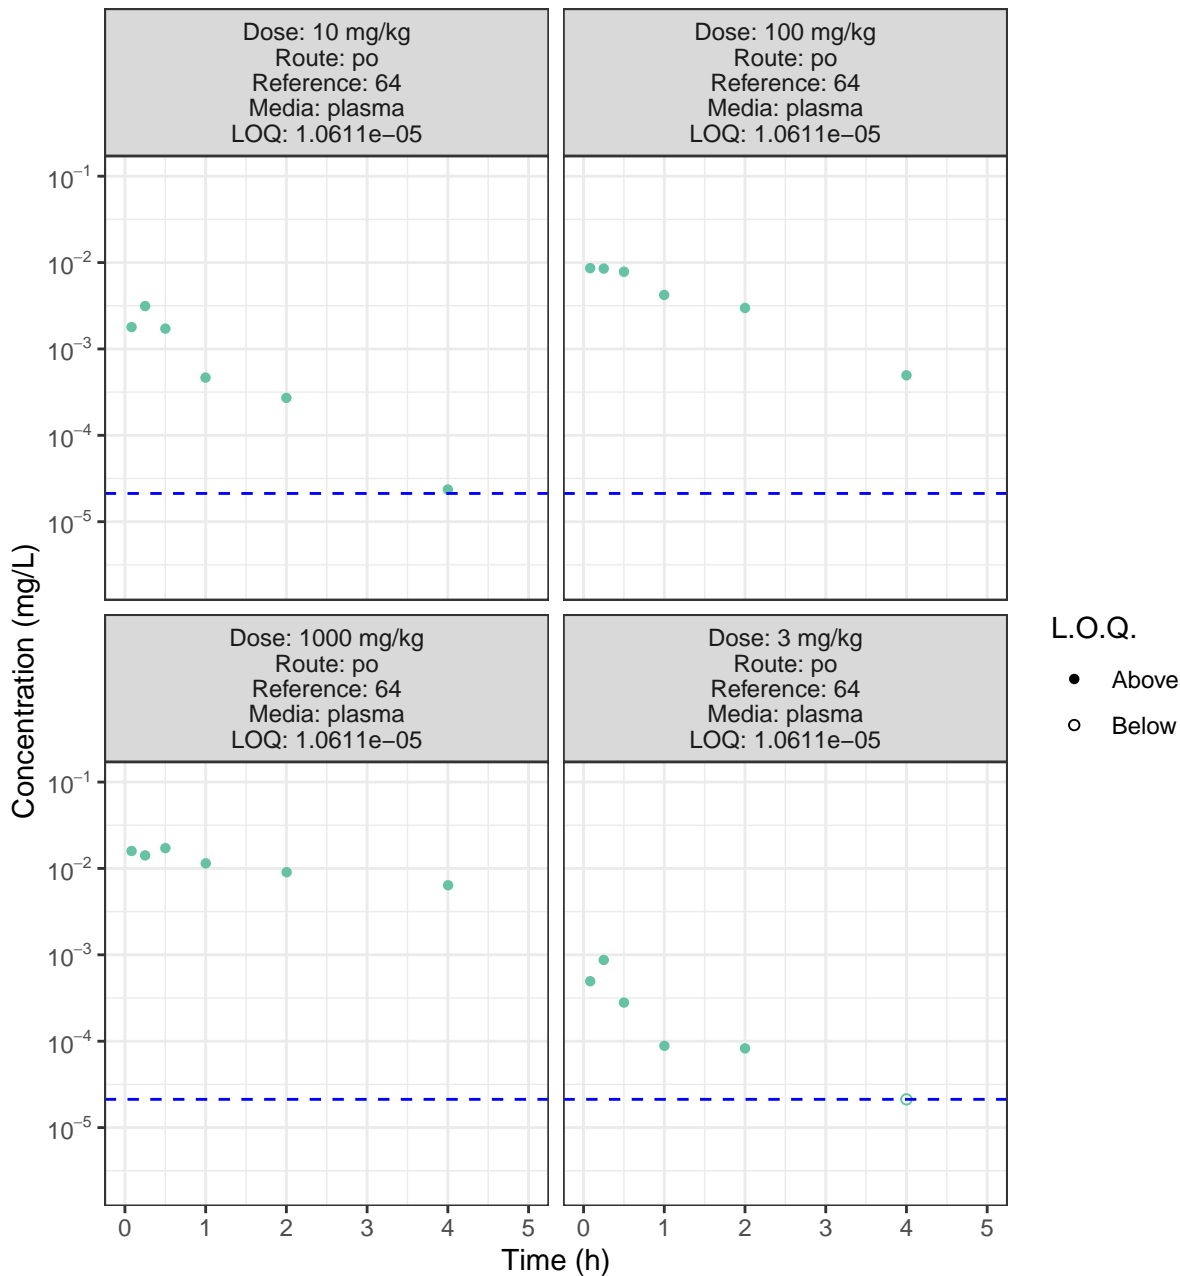 Dose: 10 mg/kg
Route: po
Reference: 64
Media: plasma
LOQ: 1.0611e−05
Dose: 100 mg/kg
Route: po
Reference: 64
Media: plasma
LOQ: 1.0611e−05
10⁻¹
10⁻²
10⁻³
10⁻⁴
10⁻⁵
Dose: 1000 mg/kg
Route: po
Reference: 64
Media: plasma
LOQ: 1.0611e−05
Dose: 3 mg/kg
Route: po
Reference: 64
Media: plasma
LOQ: 1.0611e−05
10⁻¹
10⁻²
10⁻³
10⁻⁴
10⁻⁵
0 1 2 3 4 5
0 1 2 3 4 5
Time (h)
Concentration (mg/L)
L.O.Q.
Above
Below